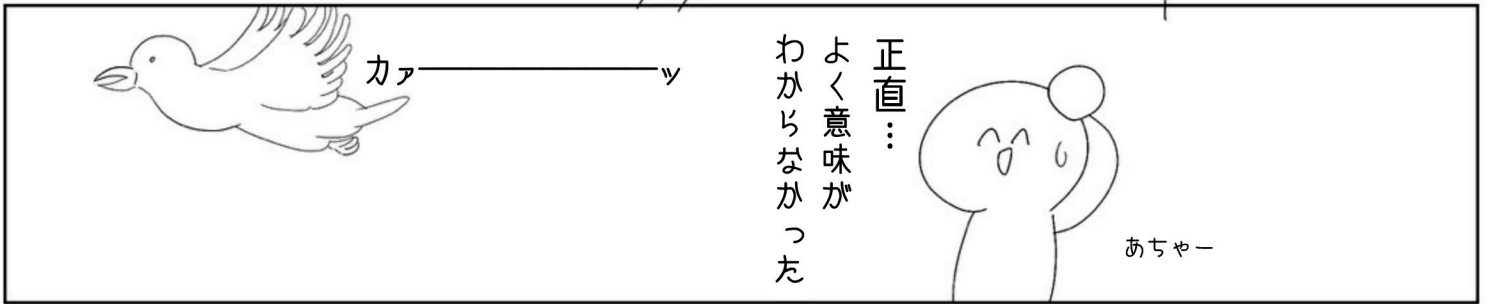 正直…
よく意味が
わからなかった
あちゃー
カァーッ